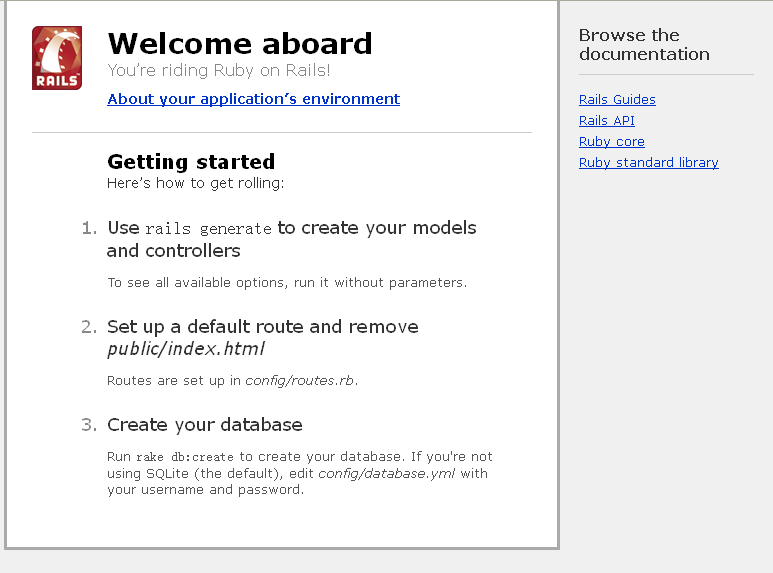 RAILS
Welcome aboard
You’re riding Ruby on Rails!
About your application’s environment
Getting started
Here’s how to get rolling:
1. Use rails generate to create your models
and controllers
To see all available options, run it without parameters.
2. Set up a default route and remove
public/index.html
Routes are set up in config/routes.rb.
3. Create your database
Run rake db:create to create your database. If you're not
using SQLite (the default), edit config/database.yml with
your username and password.
Browse the
documentation
Rails Guides
Rails API
Ruby core
Ruby standard library